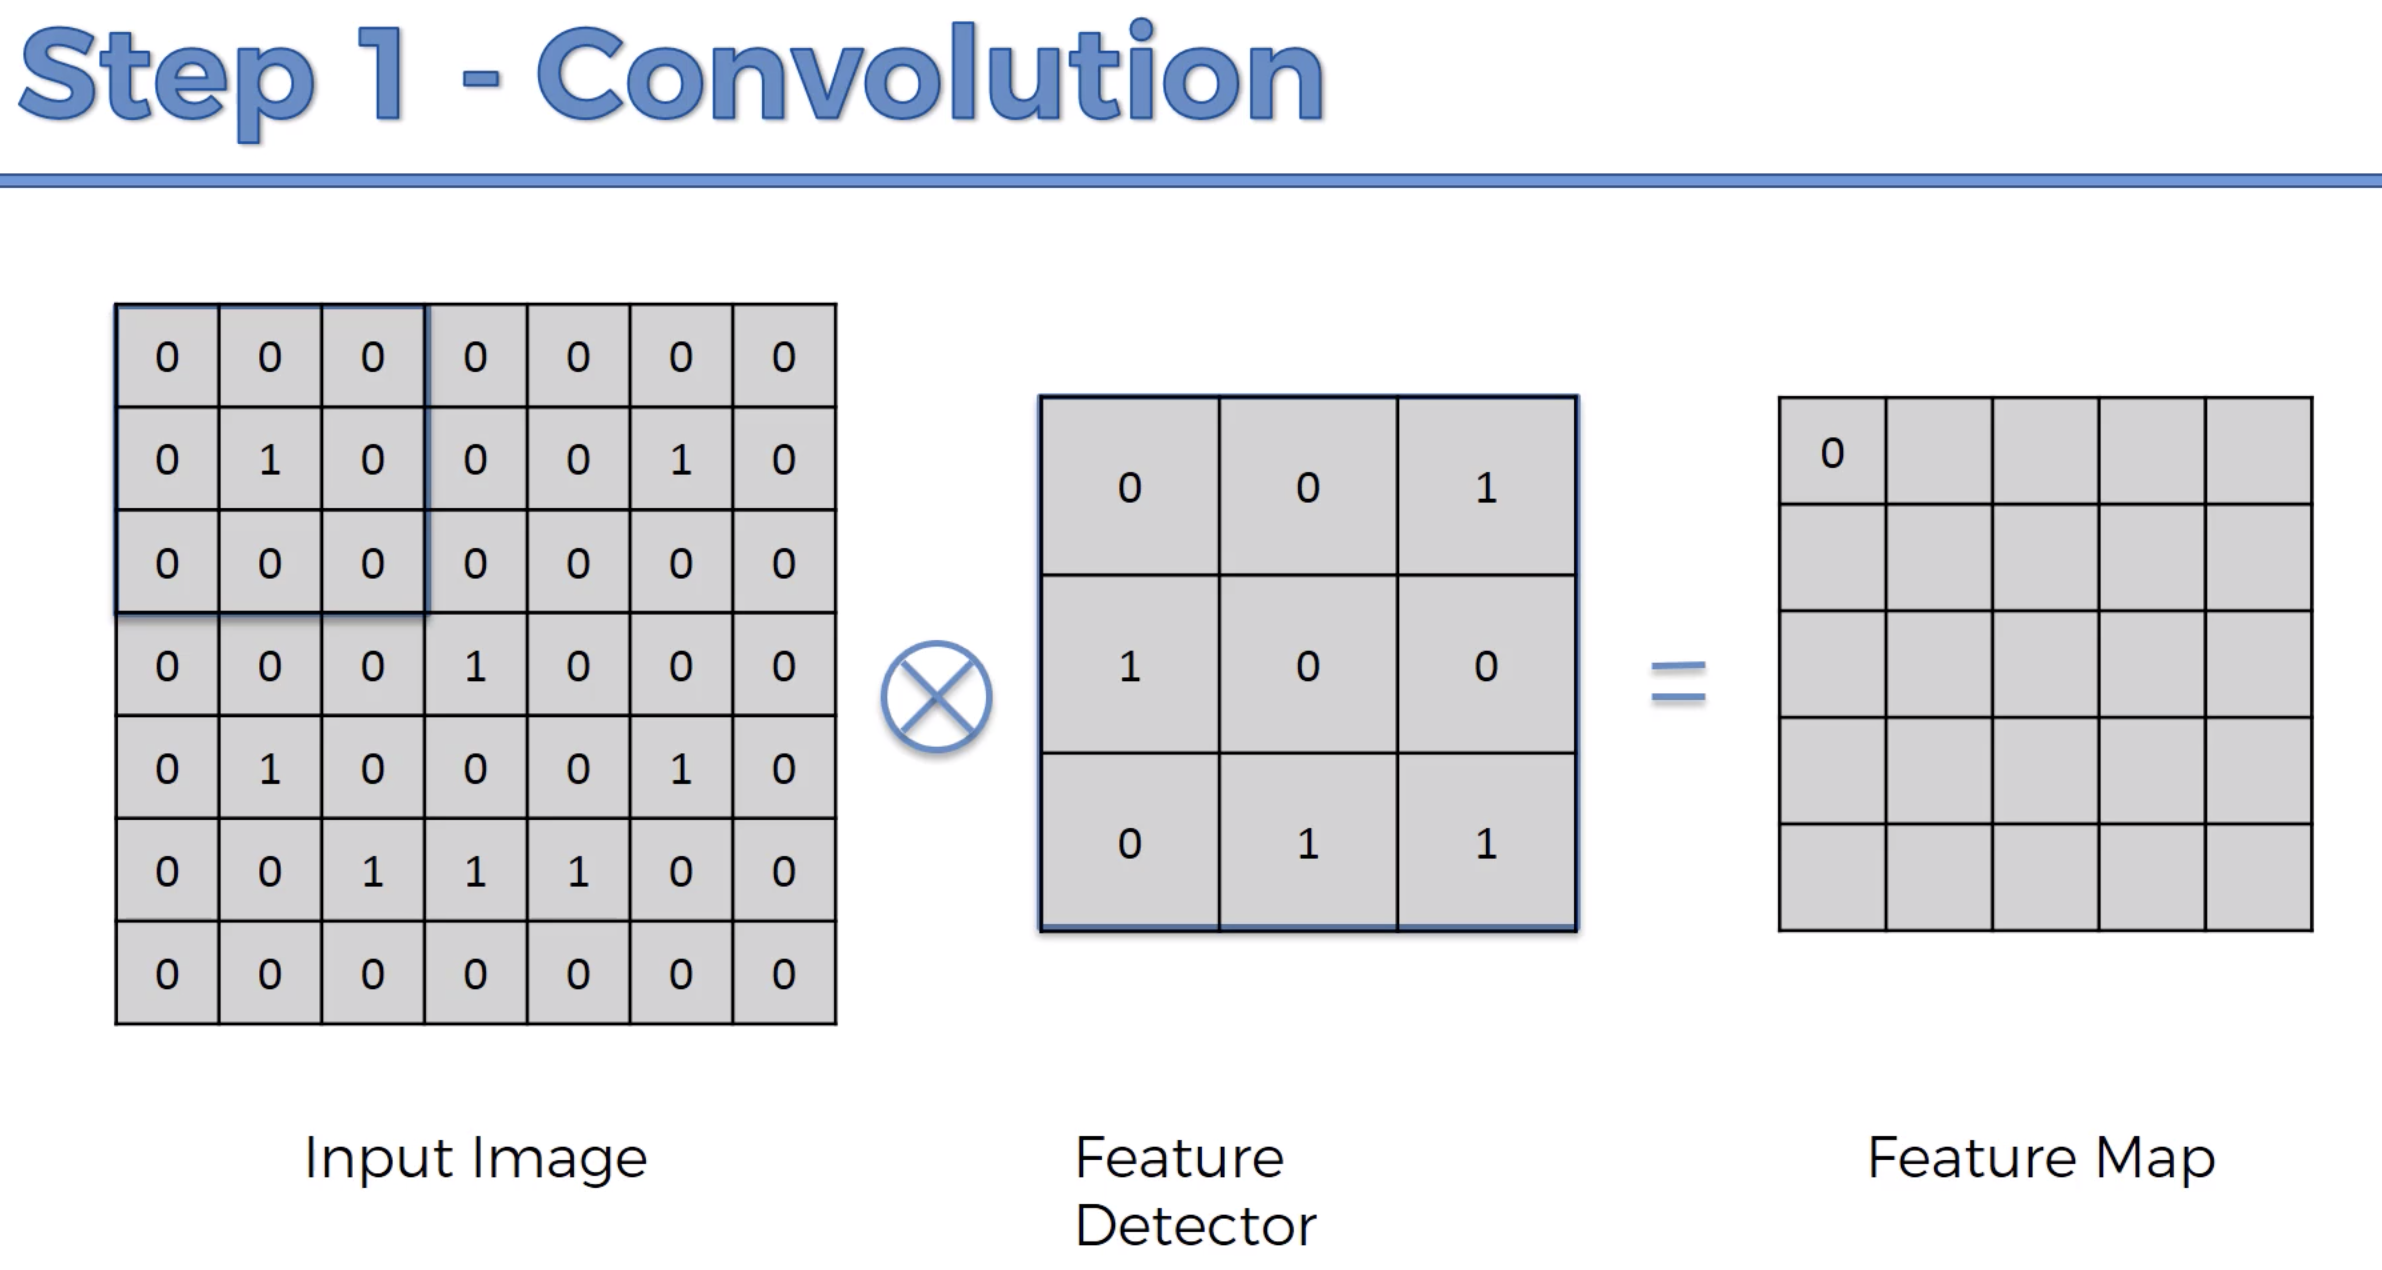 Step 1 - Convolution
0 0 0 0 0 0 0
0 1 0 0 0 1 0
0 0 0 0 0 0 0
0 0 0 1 0 0 0
0 1 0 0 0 1 0
0 0 1 1 1 0 0
0 0 0 0 0 0 0
0 0 1
1 0 0
0 1 1
=
0
Input Image
Feature
Detector
Feature Map